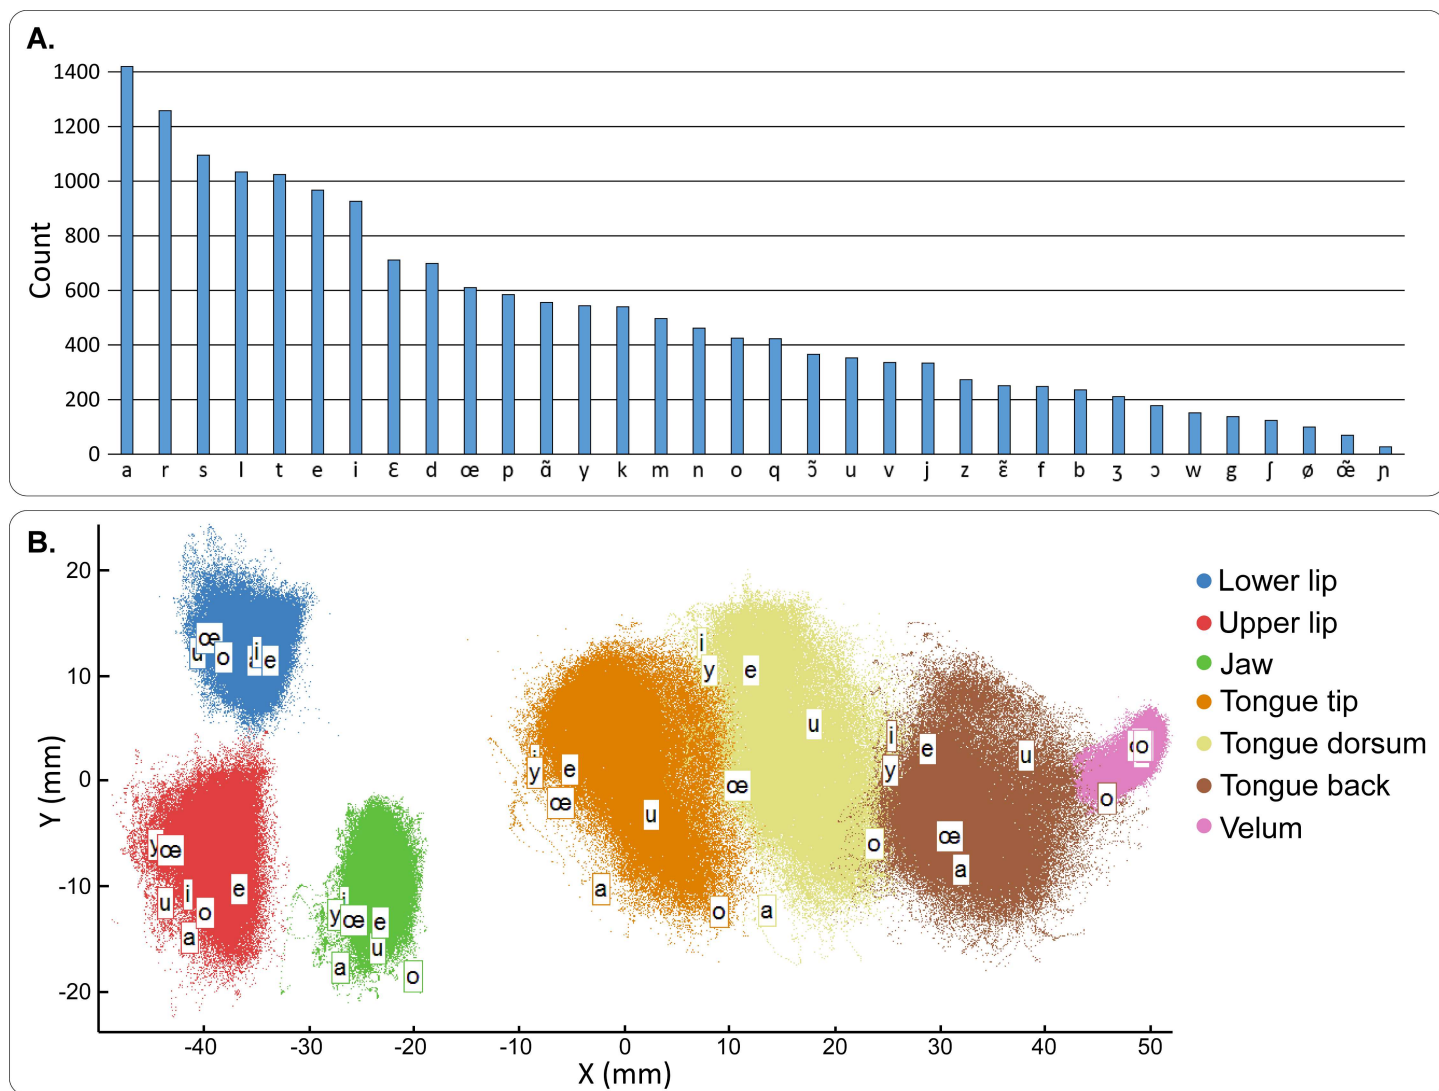 A.
1400
1200
1000
800
600
400
200
0
Count
a r s l t e i ɛ d œ p ɑ̃ y k m n o q ɔ̃ u v j z ɛ̃ f b ʒ ɔ w g ʃ ø œ̃ ɲ
B.
20
10
0
-10
-20
Y (mm)
-40 -30 -20 -10 0 10 20 30 40 50
X (mm)
u œ o i e
y œ u i o e a
y i œ e u a o
i y e œ u a o
i y e u œ o a
i y e u œ a
o o
Lower lip
Upper lip
Jaw
Tongue tip
Tongue dorsum
Tongue back
Velum